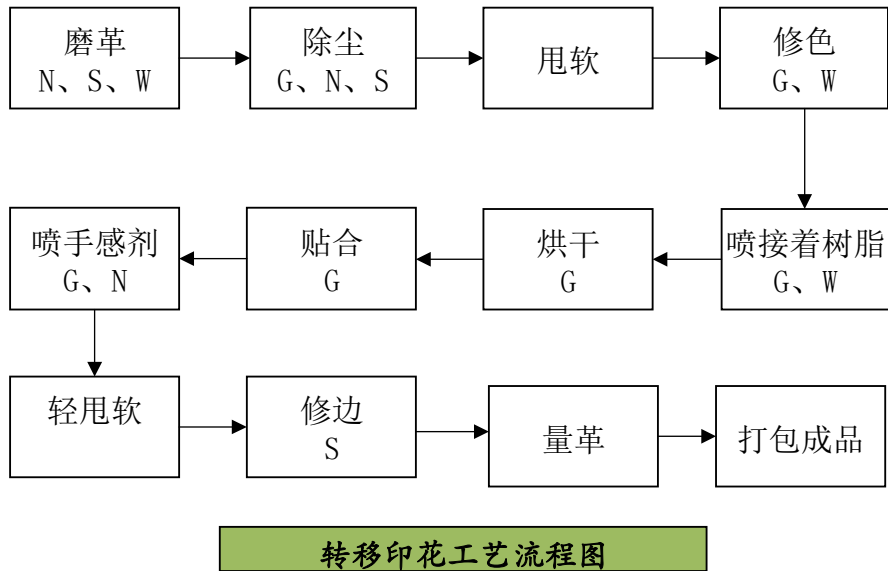 磨革
N、S、W
除尘
G、N、S
甩软
修色
G、W
喷接着树脂
G、W
烘干
G
贴合
G
喷手感剂
G、N
轻甩软
修边
S
量革
打包成品
转移印花工艺流程图